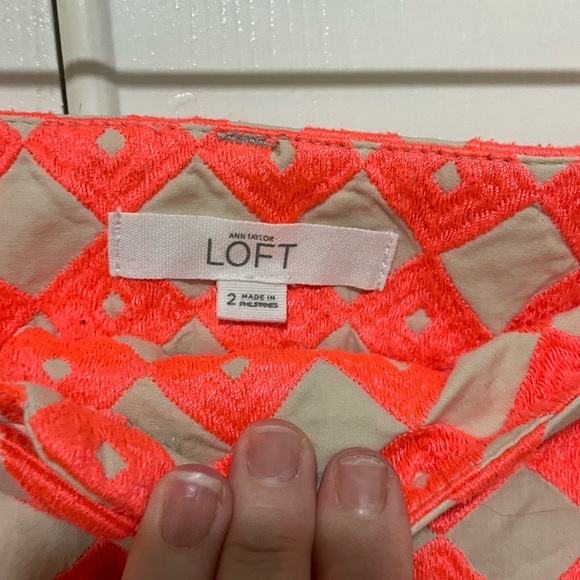 ANN TAYLOR
LOFT
2 MADE IN
PHILIPPINES